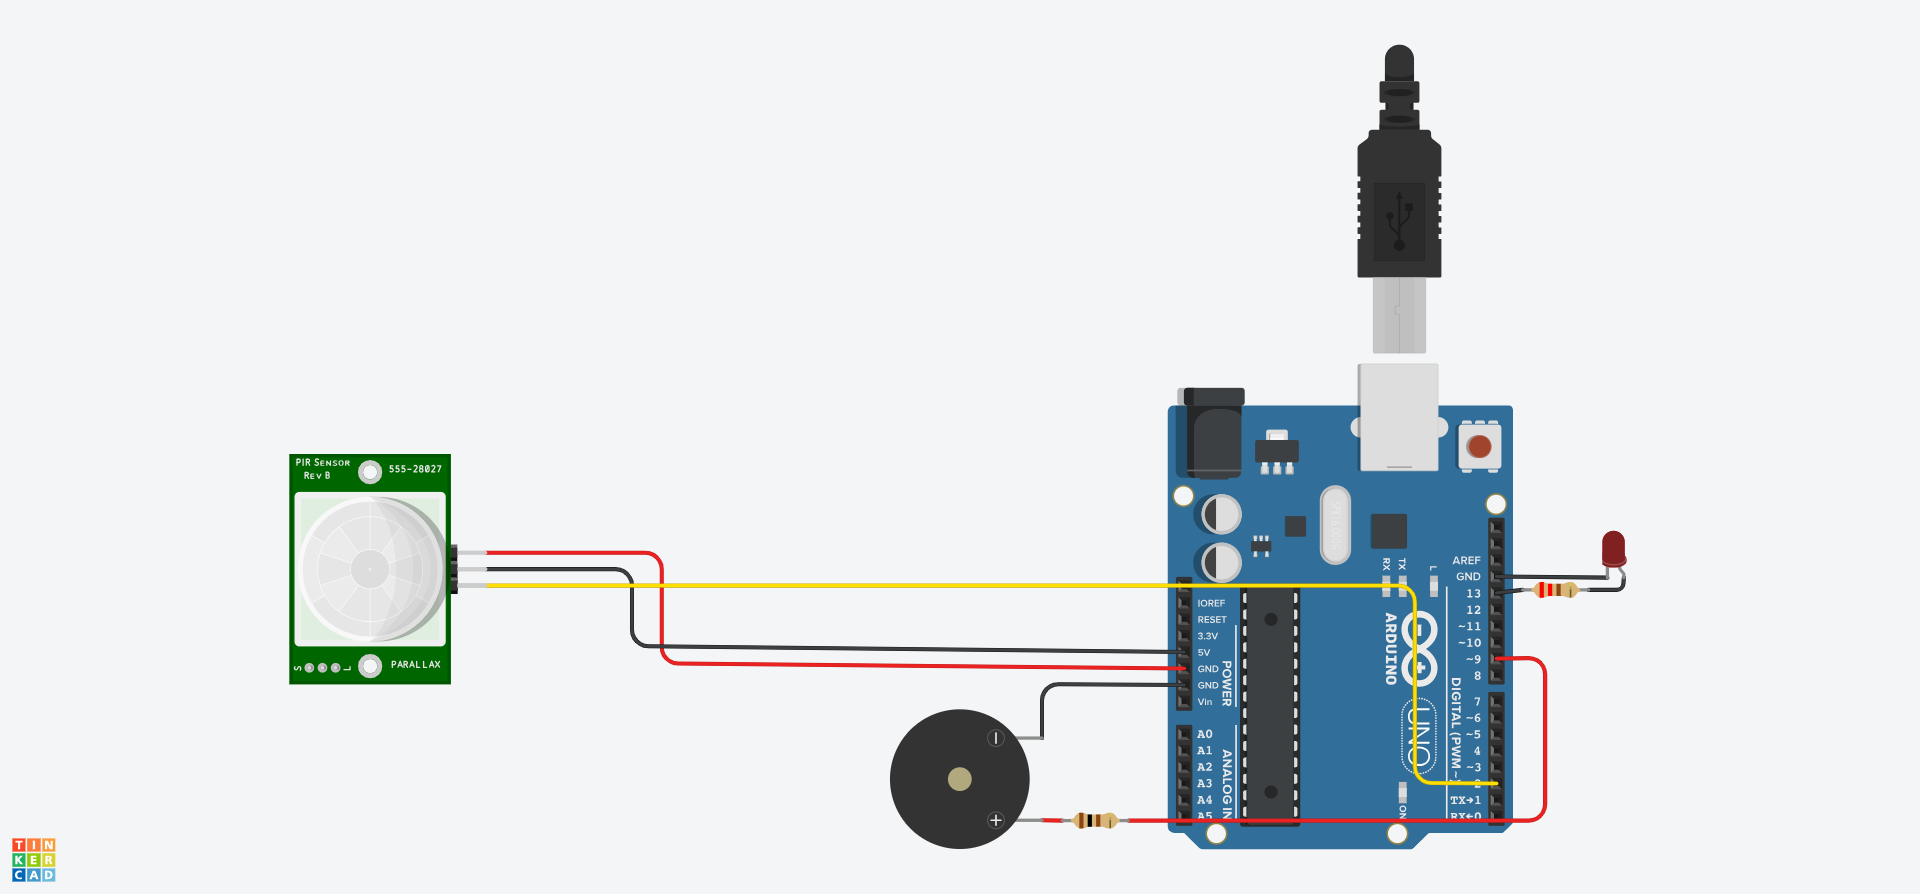 PIR SENSOR
REV B
555-28027
S
L
PARALLAX
SPK16.000G
RX
TX
L
AREF
GND
13
12
~11
~10
~9
8
7
~6
~5
4
~3
2
TX→1
RX←0
DIGITAL (PWM ~)
ARDUINO
UNO
ON
IOREF
RESET
3.3V
5V
GND
GND
Vin
POWER
A0
A1
A2
A3
A4
A5
ANALOG IN
TIN
KER
CAD